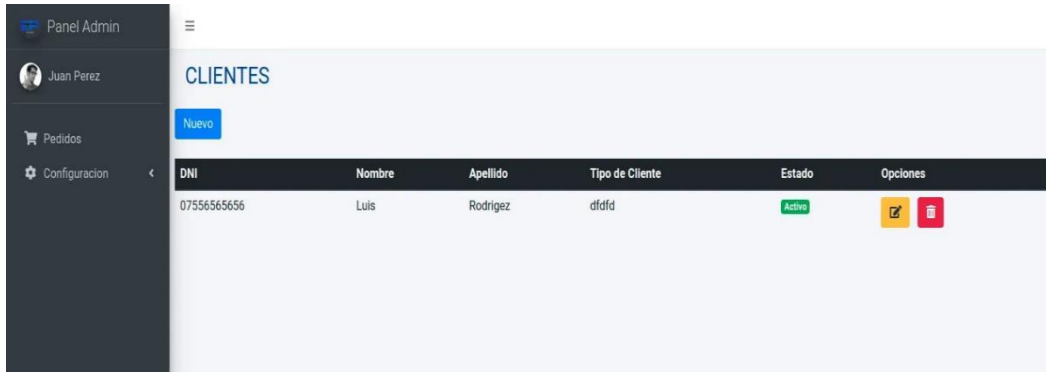 Panel Admin
Juan Perez
Pedidos
Configuracion
CLIENTES
Nuevo
DNI Nombre Apellido Tipo de Cliente Estado Opciones
07556565656 Luis Rodrigez dfdfd Activo